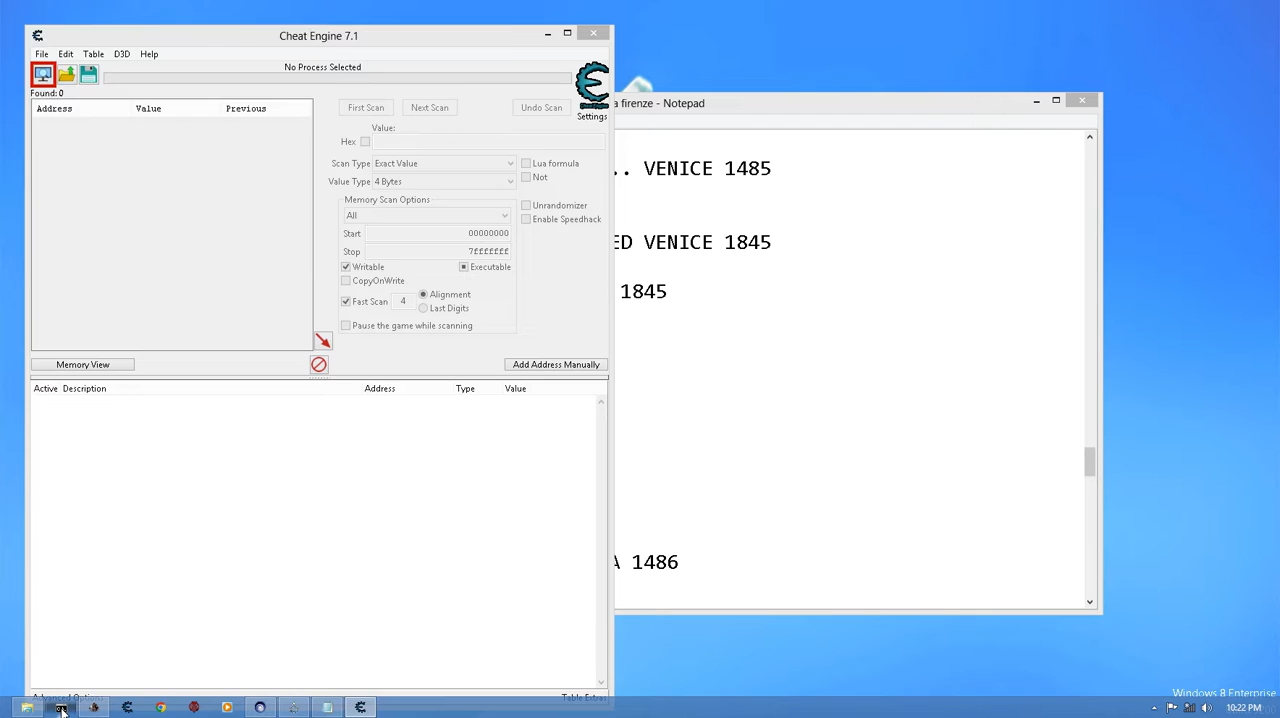 Cheat Engine 7.1
File Edit Table D3D Help
No Process Selected
Found: 0
Address Value Previous
First Scan Next Scan Undo Scan
Settings
Value:
Hex
Scan Type Exact Value
Lua formula
Not
Value Type 4 Bytes
Memory Scan Options
All
Unrandomizer
Enable Speedhack
Start 00000000
Stop 7fffffff
Writable Executable
CopyOnWrite
Fast Scan 4 Alignment
Last Digits
Pause the game while scanning
Memory View
Add Address Manually
Active Description Address Type Value
Advanced Options
Table Extras
a firenze - Notepad
.. VENICE 1485
ED VENICE 1845
1845
A 1486
Windows 8 Enterprise
10:22 PM